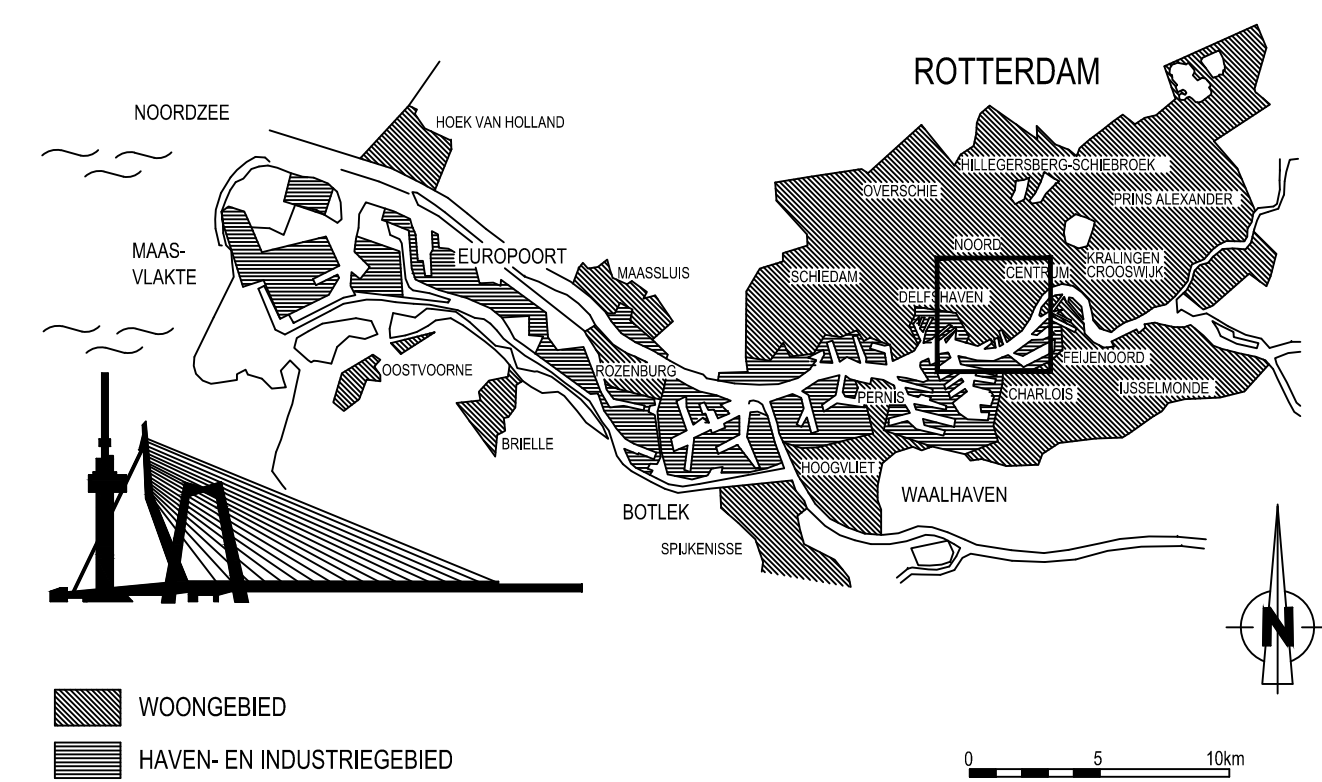 ROTTERDAM
NOORDZEE
HOEK VAN HOLLAND
HILLEGERSBERG-SCHIEBROEK
OVERSCHIE
PRINS ALEXANDER
MAAS-
VLAKTE
EUROPOORT
NOORD
MAASSLUIS
SCHIEDAM
CENTRUM
KRALINGEN
CROOSWIJK
DELFSHAVEN
FEIJENOORD
OOSTVOORNE
ROZENBURG
PERNIS
CHARLOIS
IJSSELMONDE
BRIELLE
HOOGVLIET
WAALHAVEN
BOTLEK
SPIJKENISSE
N
WOONGEBIED
HAVEN- EN INDUSTRIEGEBIED
0 5 10km